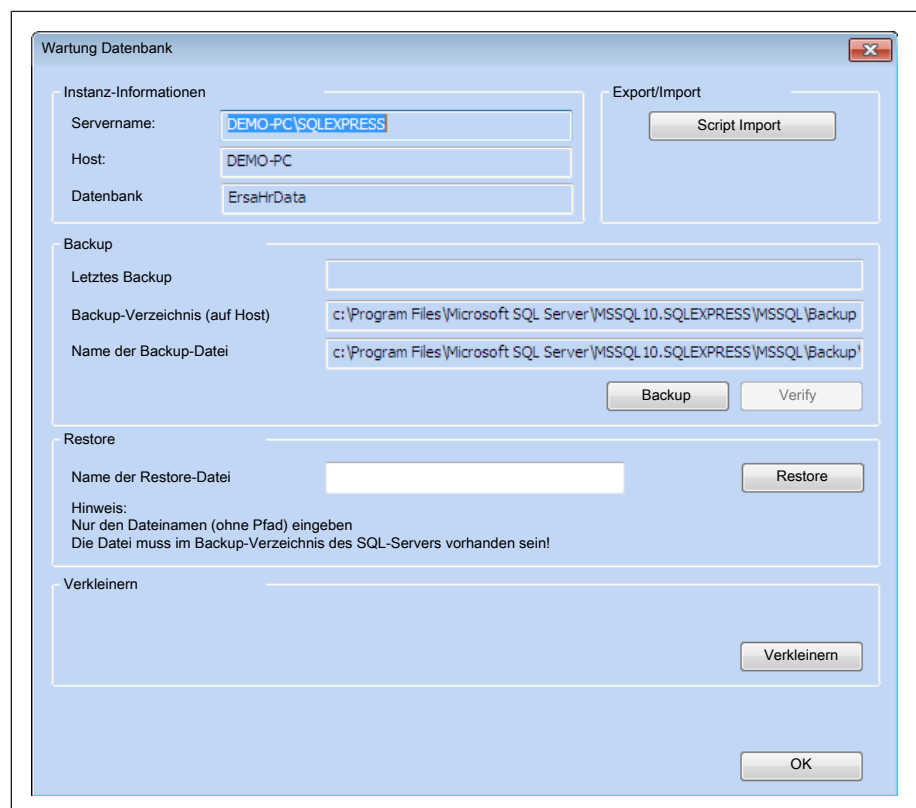 Wartung Datenbank
Instanz-Informationen
Servername: DEMO-PC\SQLEXPRESS
Host: DEMO-PC
Datenbank ErsaHrData
Export/Import
Script Import
Backup
Letztes Backup
Backup-Verzeichnis (auf Host) c:\Program Files\Microsoft SQL Server\MSSQL10.SQLEXPRESS\MSSQL\Backup
Name der Backup-Datei c:\Program Files\Microsoft SQL Server\MSSQL10.SQLEXPRESS\MSSQL\Backup\
Backup Verify
Restore
Name der Restore-Datei Restore
Hinweis:
Nur den Dateinamen (ohne Pfad) eingeben
Die Datei muss im Backup-Verzeichnis des SQL-Servers vorhanden sein!
Verkleinern
Verkleinern
OK